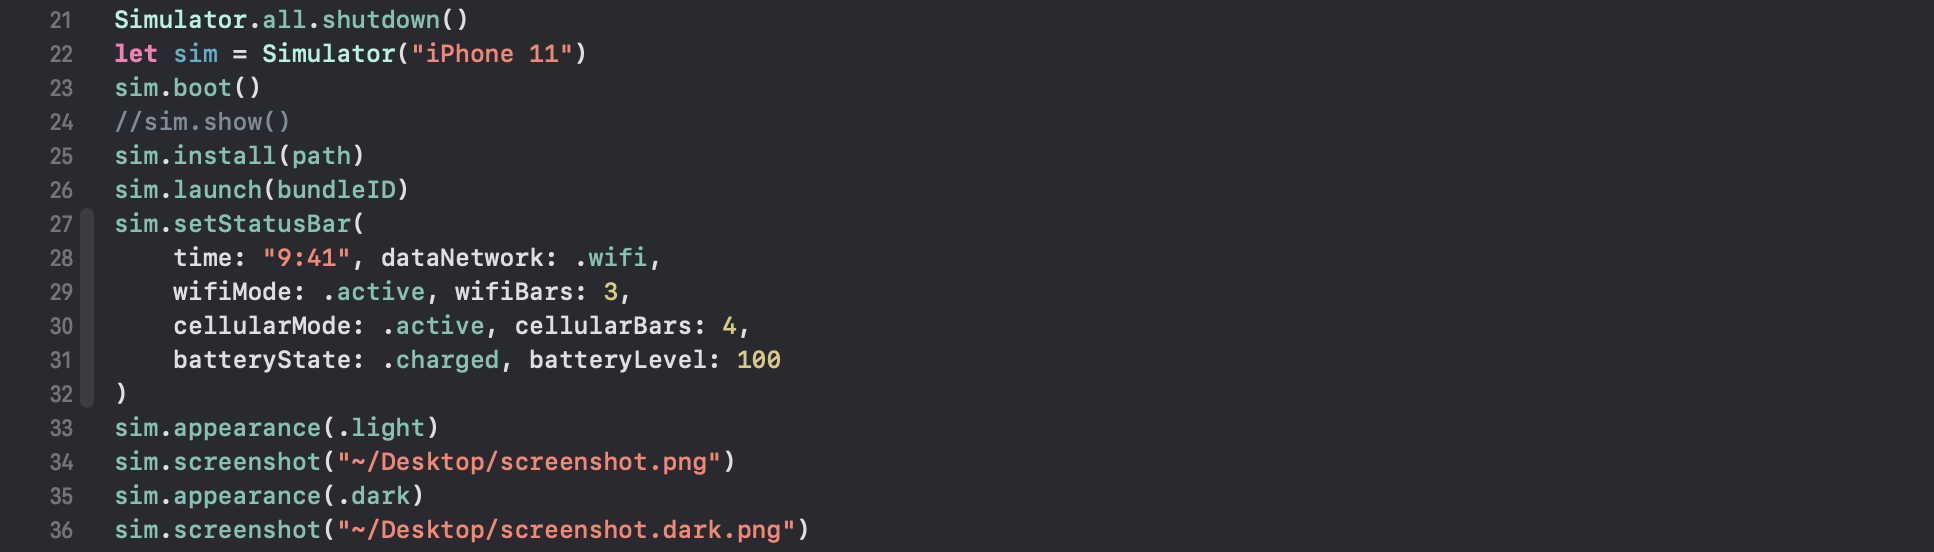 21 Simulator.all.shutdown()
22 let sim = Simulator("iPhone 11")
23 sim.boot()
24 //sim.show()
25 sim.install(path)
26 sim.launch(bundleID)
27 sim.setStatusBar(
28     time: "9:41", dataNetwork: .wifi,
29     wifiMode: .active, wifiBars: 3,
30     cellularMode: .active, cellularBars: 4,
31     batteryState: .charged, batteryLevel: 100
32 )
33 sim.appearance(.light)
34 sim.screenshot("~/Desktop/screenshot.png")
35 sim.appearance(.dark)
36 sim.screenshot("~/Desktop/screenshot.dark.png")